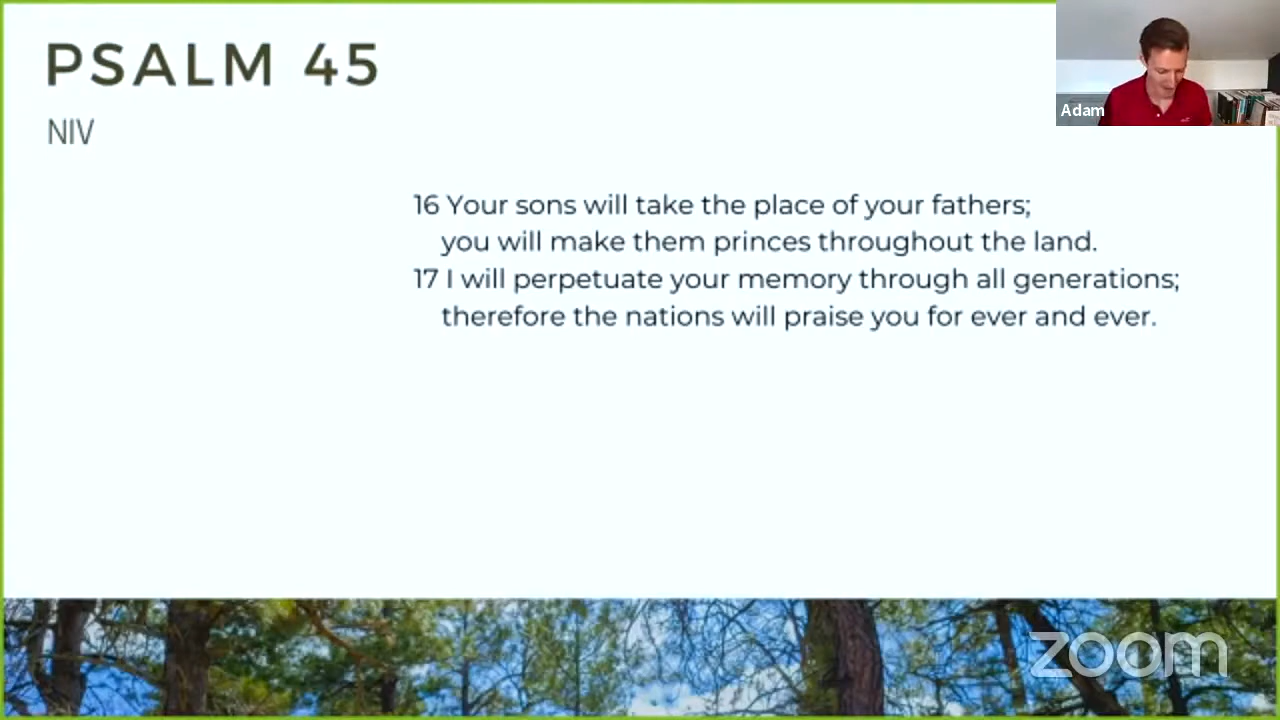 PSALM 45
NIV
Adam
16 Your sons will take the place of your fathers;
you will make them princes throughout the land.
17 I will perpetuate your memory through all generations;
therefore the nations will praise you for ever and ever.
zoom